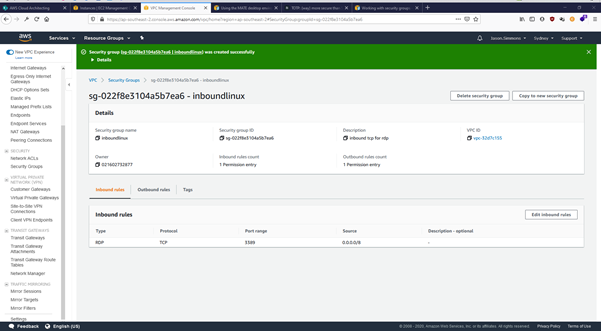 AWS Cloud Architecting
Instances | EC2 Management Con
VPC Management Console
Using the MATE desktop enviro
TOTP: (way) more secure than
Working with security groups
https://ap-southeast-2.console.aws.amazon.com/vpc/home?region=ap-southeast-2#SecurityGroup:groupId=sg-022f8e3104a5b7ea6
aws
Services
Resource Groups
Sydney
Support
New VPC Experience
Learn more
Internet Gateways
Egress Only Internet
Gateways
DHCP Options Sets
Elastic IPs
Managed Prefix Lists
Endpoints
Endpoint Services
NAT Gateways
Peering Connections
SECURITY
Network ACLs
Security Groups
VIRTUAL PRIVATE
NETWORK (VPN)
Customer Gateways
Virtual Private Gateways
Site-to-Site VPN
Connections
Client VPN Endpoints
TRANSIT GATEWAYS
Transit Gateways
Transit Gateway
Attachments
Transit Gateway Route
Tables
Network Manager
TRAFFIC MIRRORING
Mirror Sessions
Mirror Targets
Mirror Filters
Settings
Security group (sg-022f8e3104a5b7ea6 | inboundlinux) was created successfully
Details
VPC > Security Groups > sg-022f8e3104a5b7ea6 - inboundlinux
sg-022f8e3104a5b7ea6 - inboundlinux
Delete security group
Copy to new security group
Details
Security group name
Security group ID
Description
VPC ID
inboundlinux
sg-022f8e3104a5b7ea6
inbound tcp for rdp
vpc-52d7c135
Owner
Inbound rules count
Outbound rules count
021602732877
1 Permission entry
1 Permission entry
Inbound rules
Outbound rules
Tags
Inbound rules
Edit inbound rules
Type
Protocol
Port range
Source
Description - optional
RDP
TCP
3389
0.0.0.0/0
-
Feedback
English (US)
© 2008 - 2020, Amazon Web Services, Inc. or its affiliates. All rights reserved.
Privacy Policy
Terms of Use